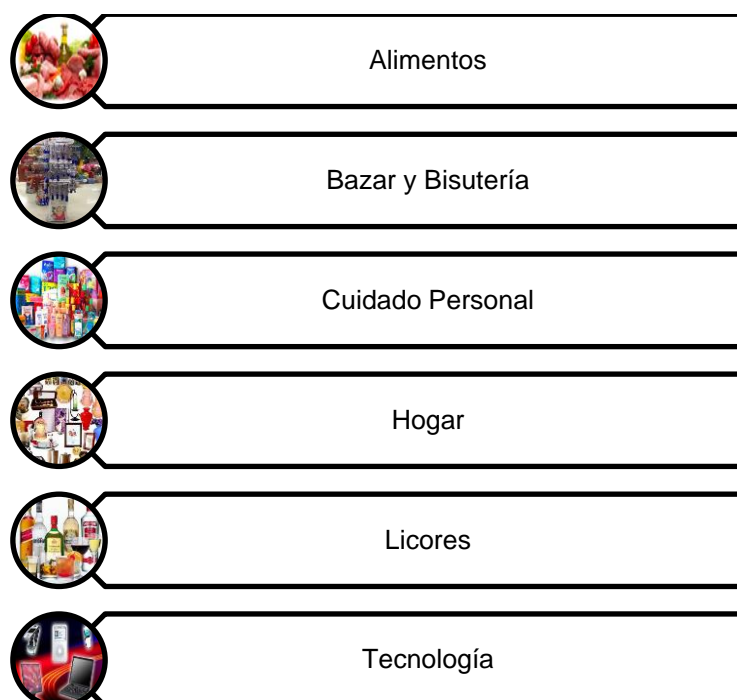 Alimentos
Bazar y Bisutería
Cuidado Personal
Hogar
Licores
Tecnología